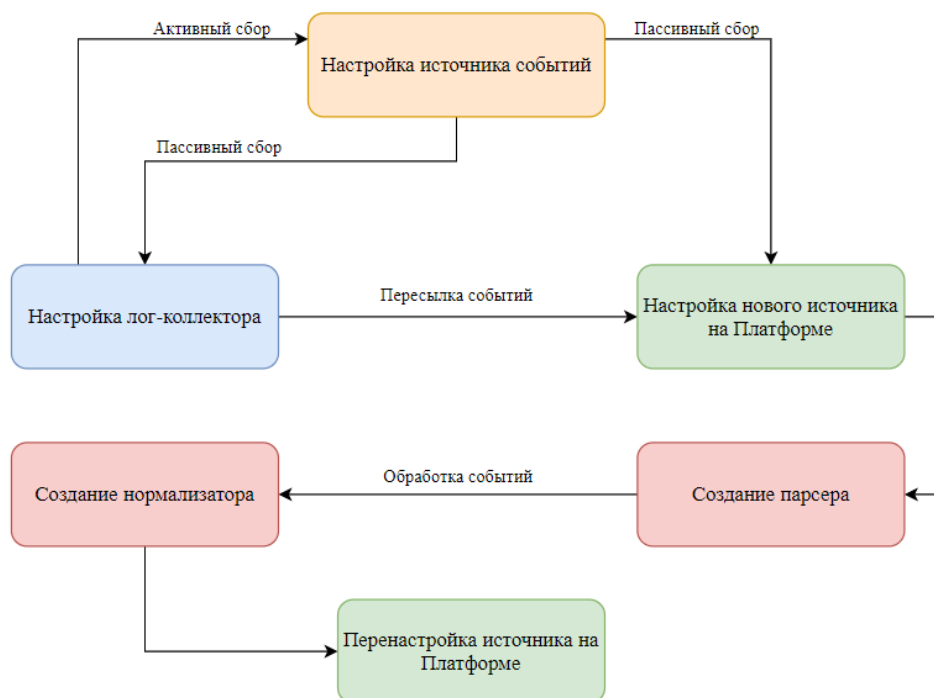 Активный сбор
Пассивный сбор
Настройка источника событий
Пассивный сбор
Настройка лог-коллектора
Пересылка событий
Настройка нового источника
на Платформе
Создание нормализатора
Обработка событий
Создание парсера
Перенастройка источника на
Платформе